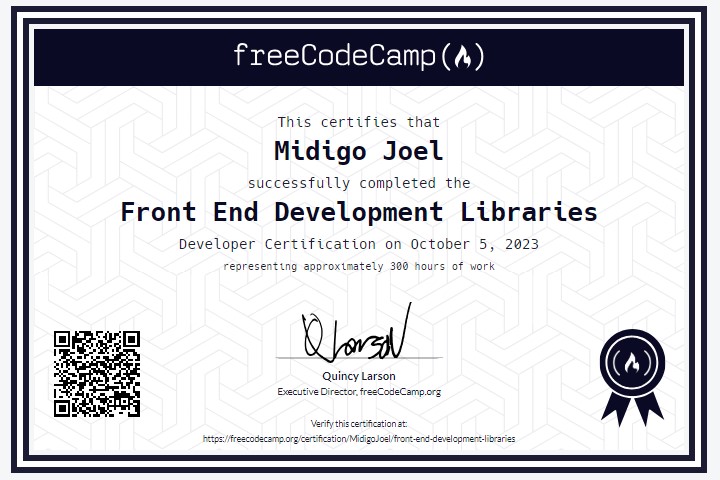 freeCodeCamp
This certifies that
Midigo Joel
successfully completed the
Front End Development Libraries
Developer Certification on October 5, 2023
representing approximately 300 hours of work
QLarson
Quincy Larson
Executive Director, freeCodeCamp.org
Verify this certification at:
https://freecodecamp.org/certification/MidigoJoel/front-end-development-libraries